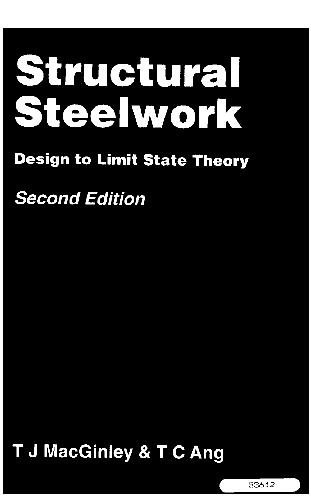 Structural
Steelwork
Design to Limit State Theory
Second Edition
T J MacGinley & T C Ang